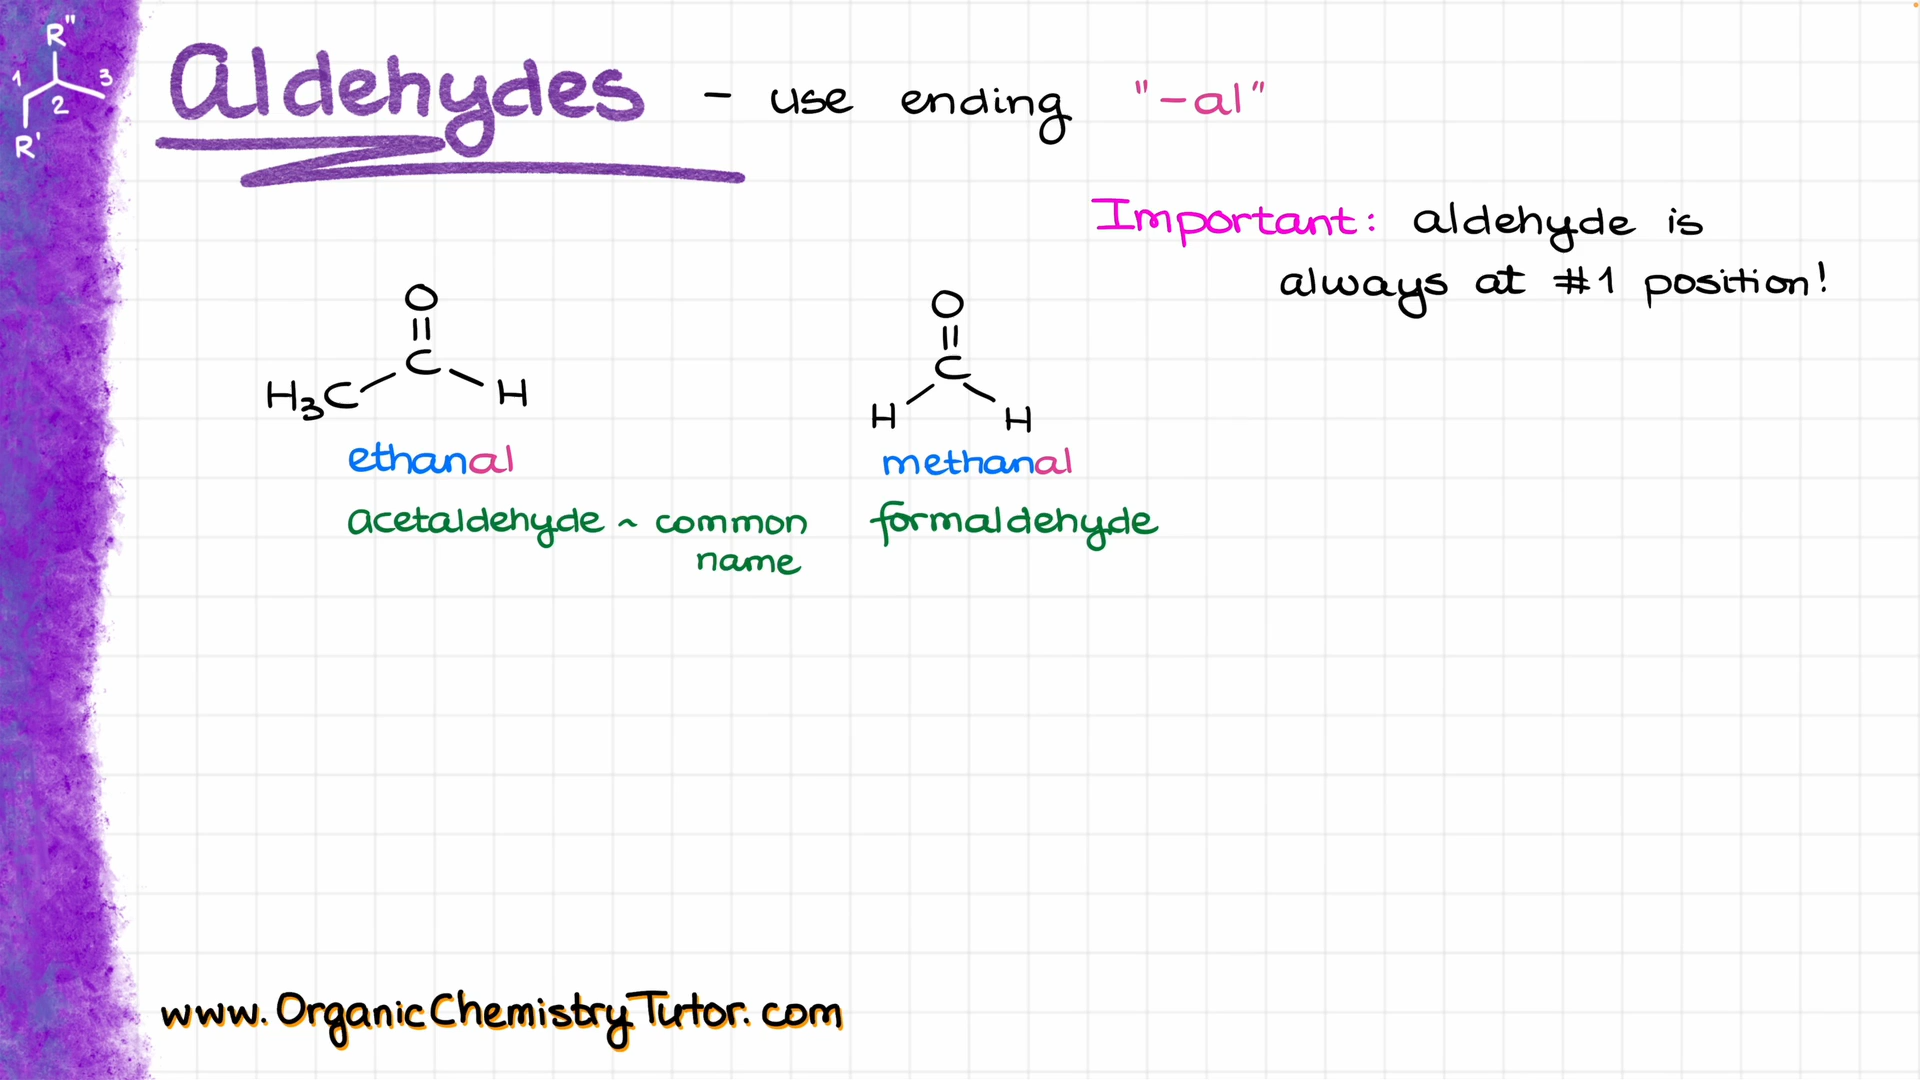 R"
1 3
2
R'
Aldehydes - use ending "-al"
Important: aldehyde is
always at #1 position!
O O
C C
H₃C H H H
ethanal methanal
acetaldehyde ~ common formaldehyde
name
www.OrganicChemistryTutor.com